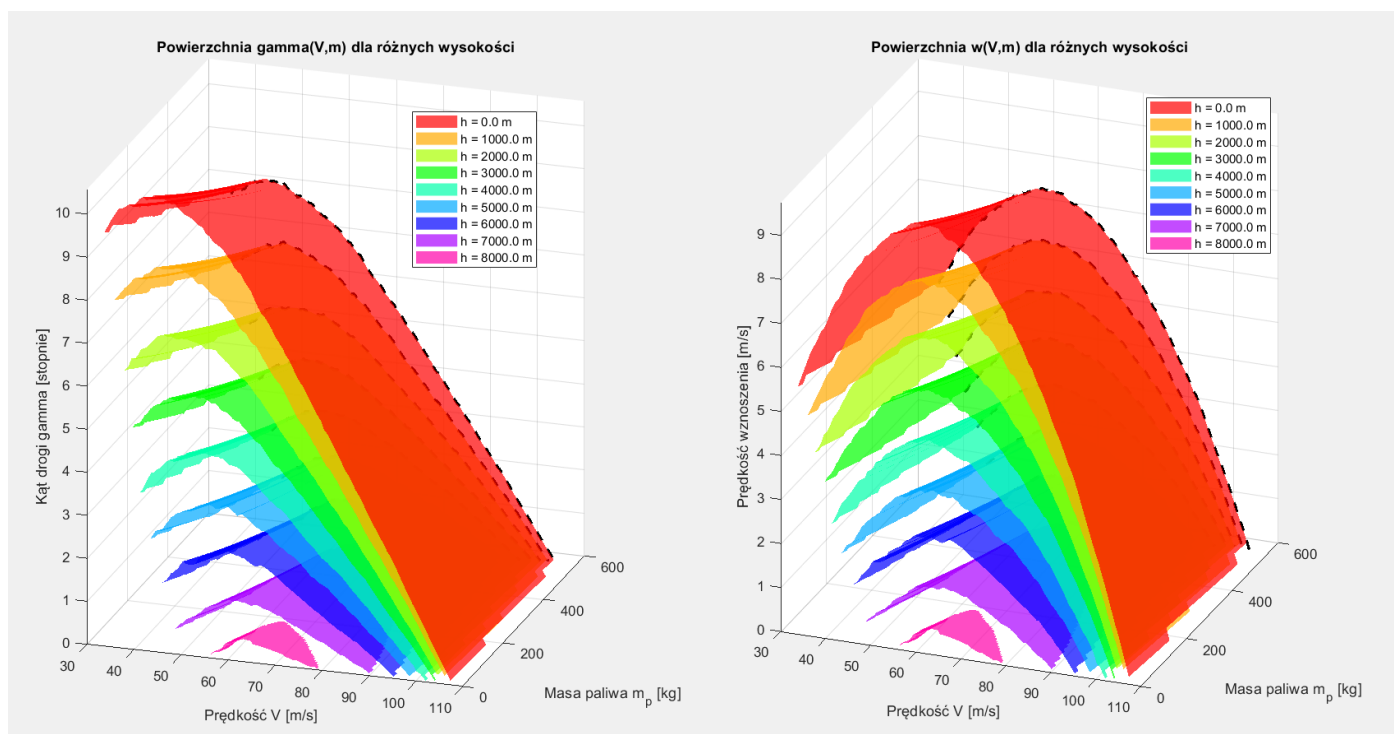 Powierzchnia gamma(V,m) dla różnych wysokości
h = 0.0 m
h = 1000.0 m
h = 2000.0 m
h = 3000.0 m
h = 4000.0 m
h = 5000.0 m
h = 6000.0 m
h = 7000.0 m
h = 8000.0 m
Kąt drogi gamma [stopnie]
10
9
8
7
6
5
4
3
2
1
0
30
40
50
60
70
80
90
100
110
Prędkość V [m/s]
0
200
400
600
Masa paliwa m_p [kg]
Powierzchnia w(V,m) dla różnych wysokości
h = 0.0 m
h = 1000.0 m
h = 2000.0 m
h = 3000.0 m
h = 4000.0 m
h = 5000.0 m
h = 6000.0 m
h = 7000.0 m
h = 8000.0 m
Prędkość wznoszenia [m/s]
9
8
7
6
5
4
3
2
1
0
30
40
50
60
70
80
90
100
110
Prędkość V [m/s]
0
200
400
600
Masa paliwa m_p [kg]